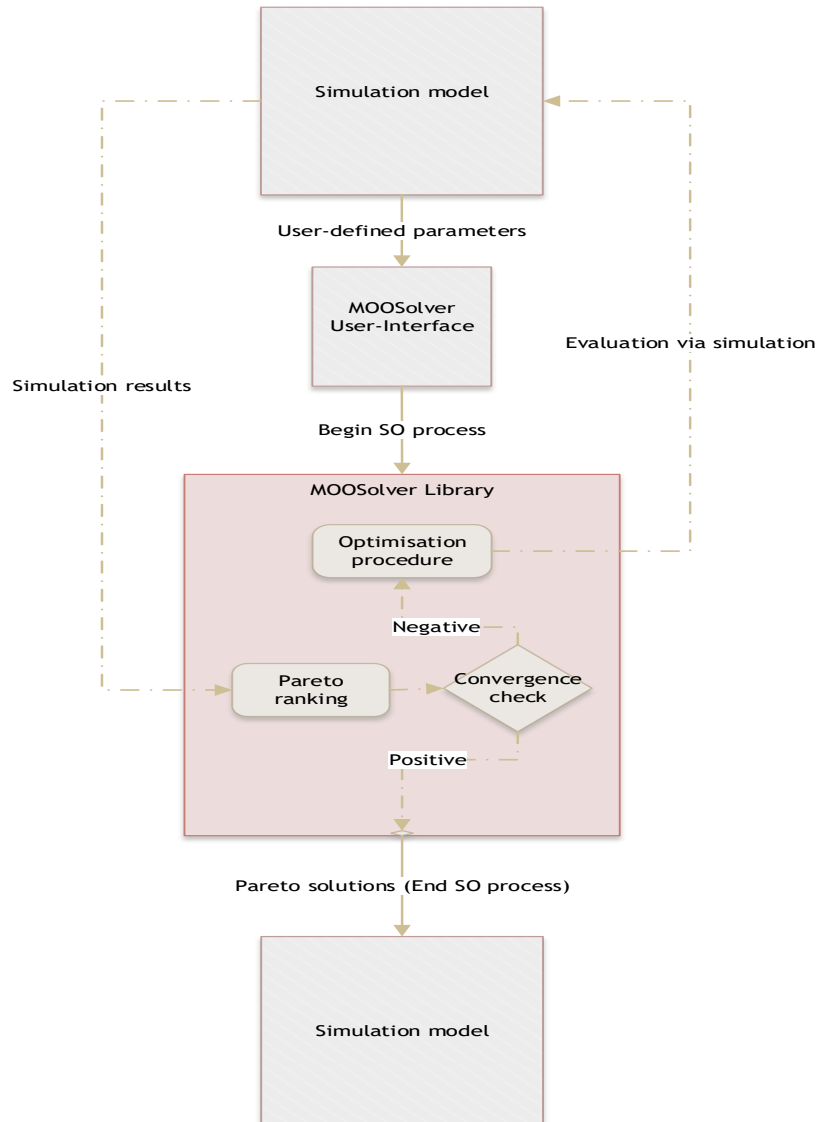 Simulation model
User-defined parameters
MOOSolver
User-Interface
Evaluation via simulation
Simulation results
Begin SO process
MOOSolver Library
Optimisation
procedure
Negative
Pareto
ranking
Convergence
check
Positive
Pareto solutions (End SO process)
Simulation model